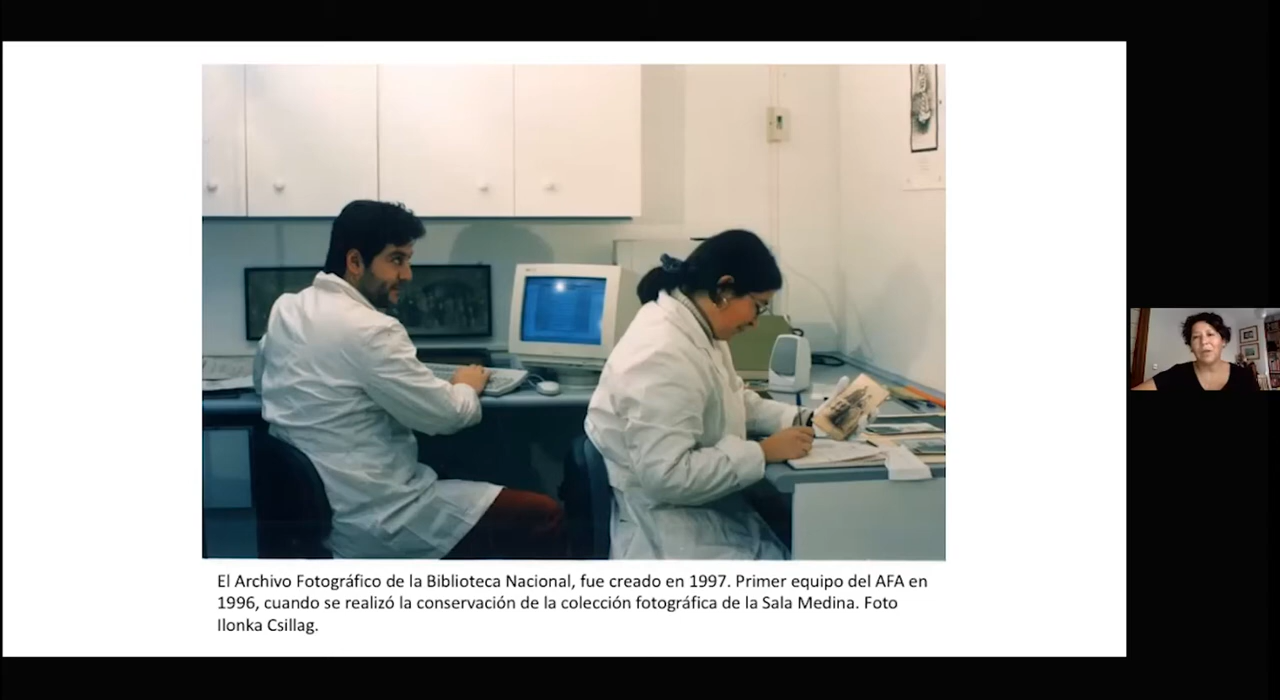 El Archivo Fotográfico de la Biblioteca Nacional, fue creado en 1997. Primer equipo del AFA en
1996, cuando se realizó la conservación de la colección fotográfica de la Sala Medina. Foto
Ilonka Csillag.